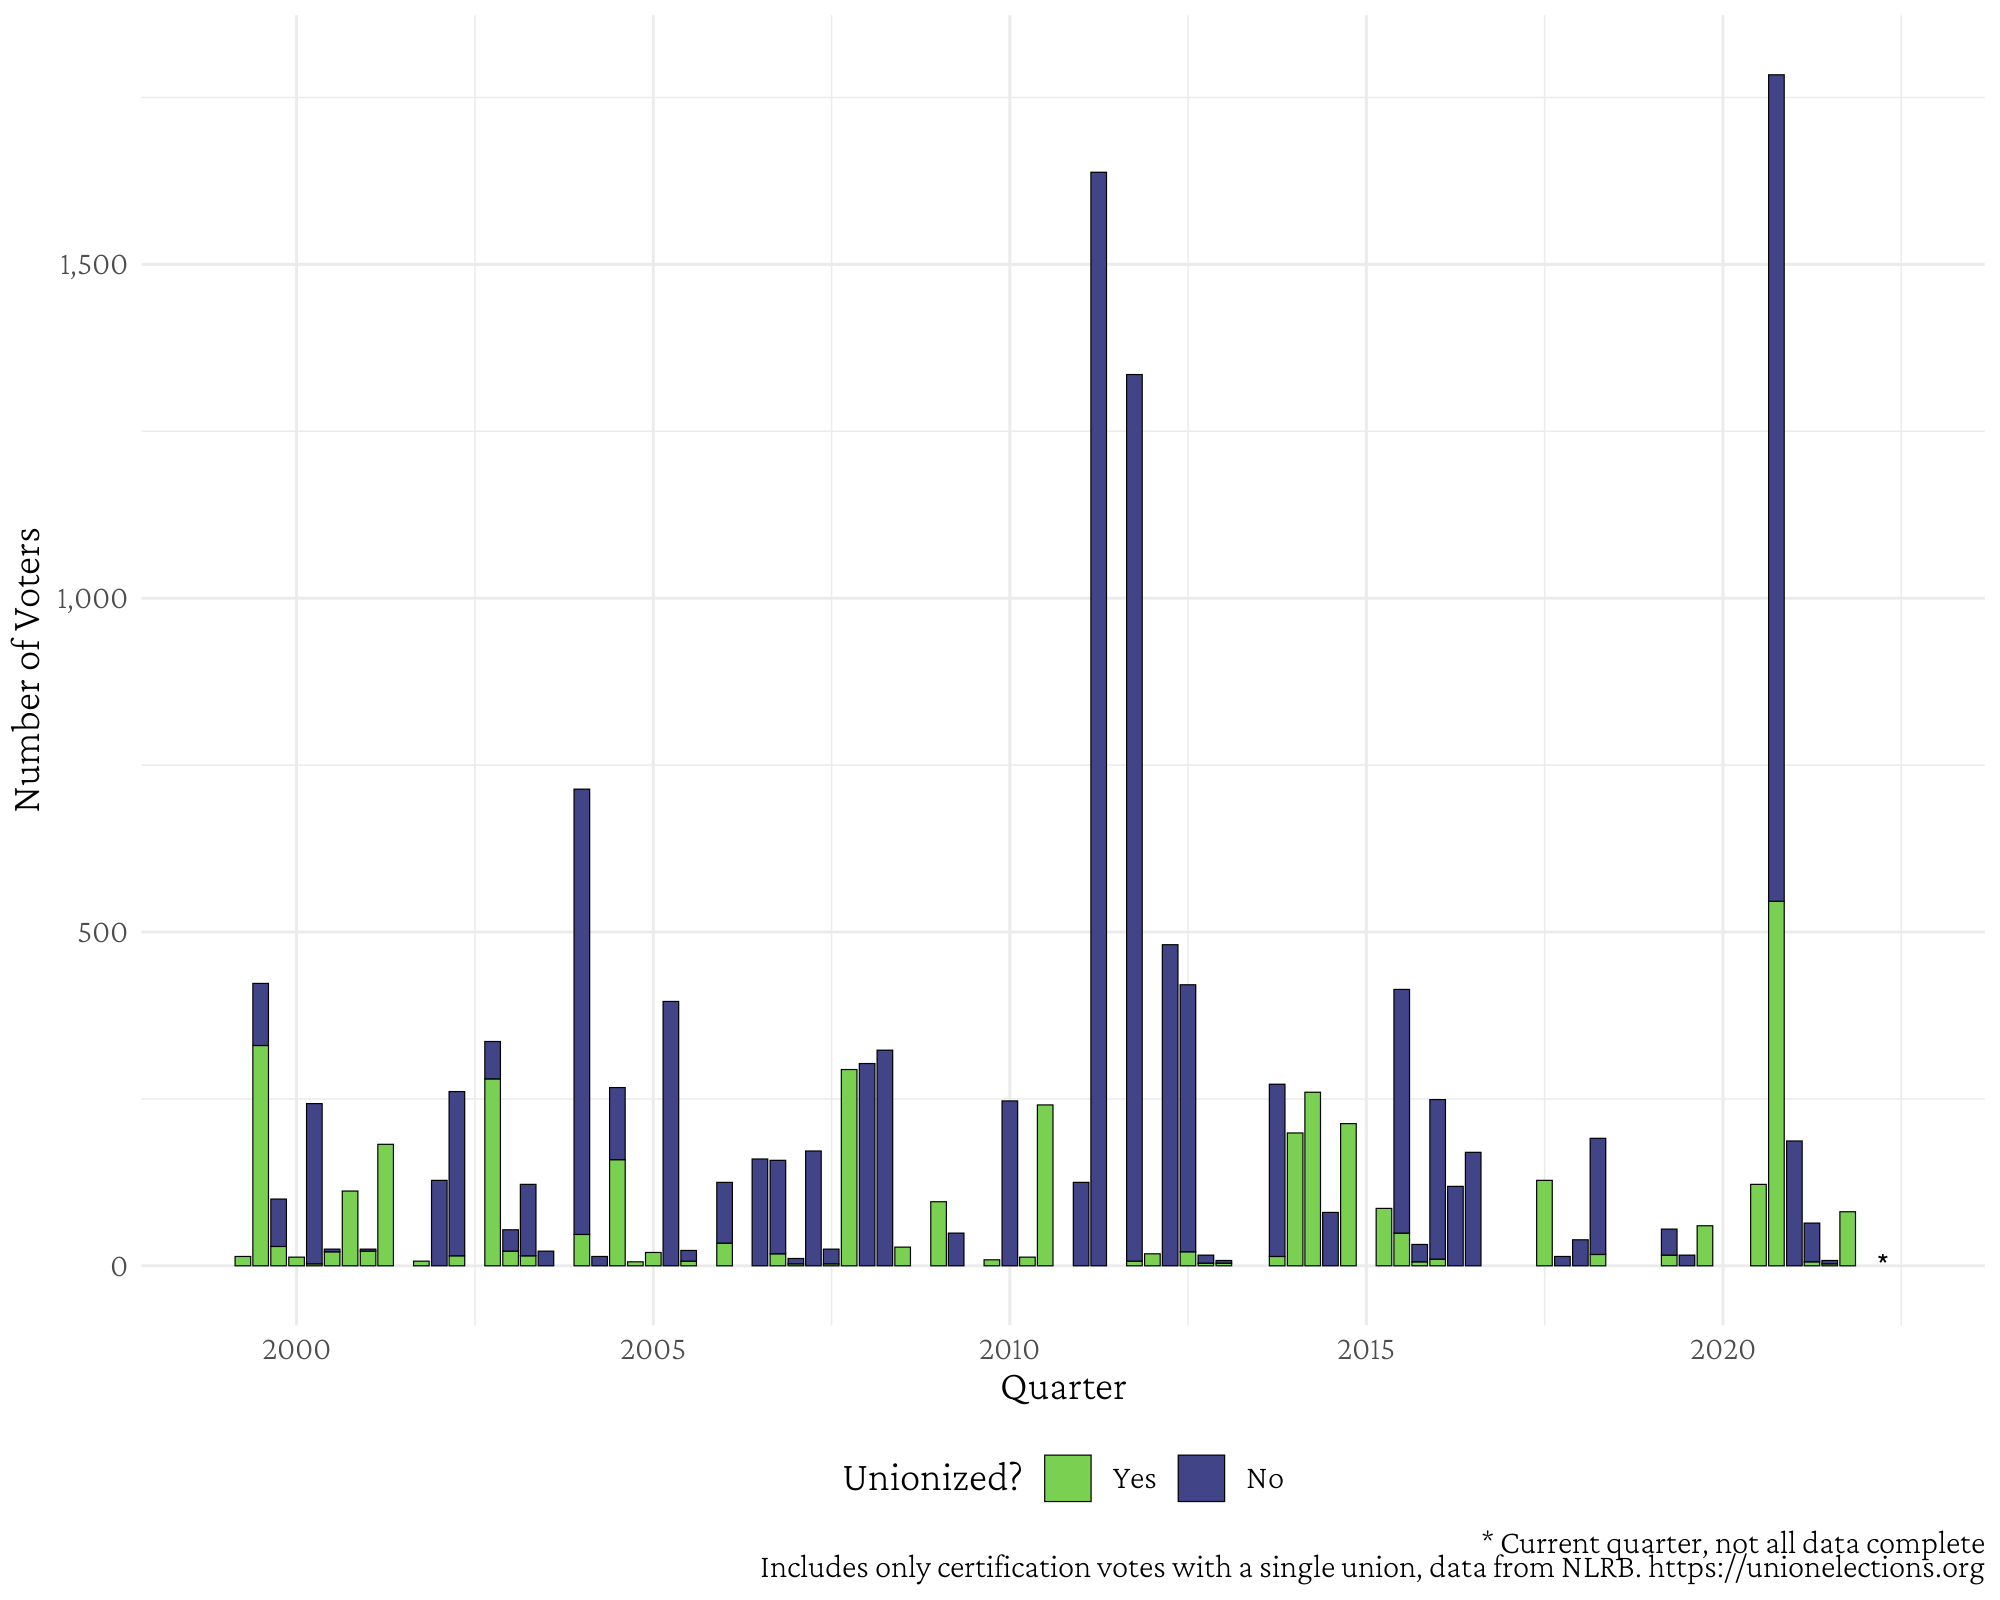 Number of Voters
1,500
1,000
500
0
*
2000 2005 2010 2015 2020
Quarter
Unionized? Yes No
* Current quarter, not all data complete
Includes only certification votes with a single union, data from NLRB. https://unionelections.org